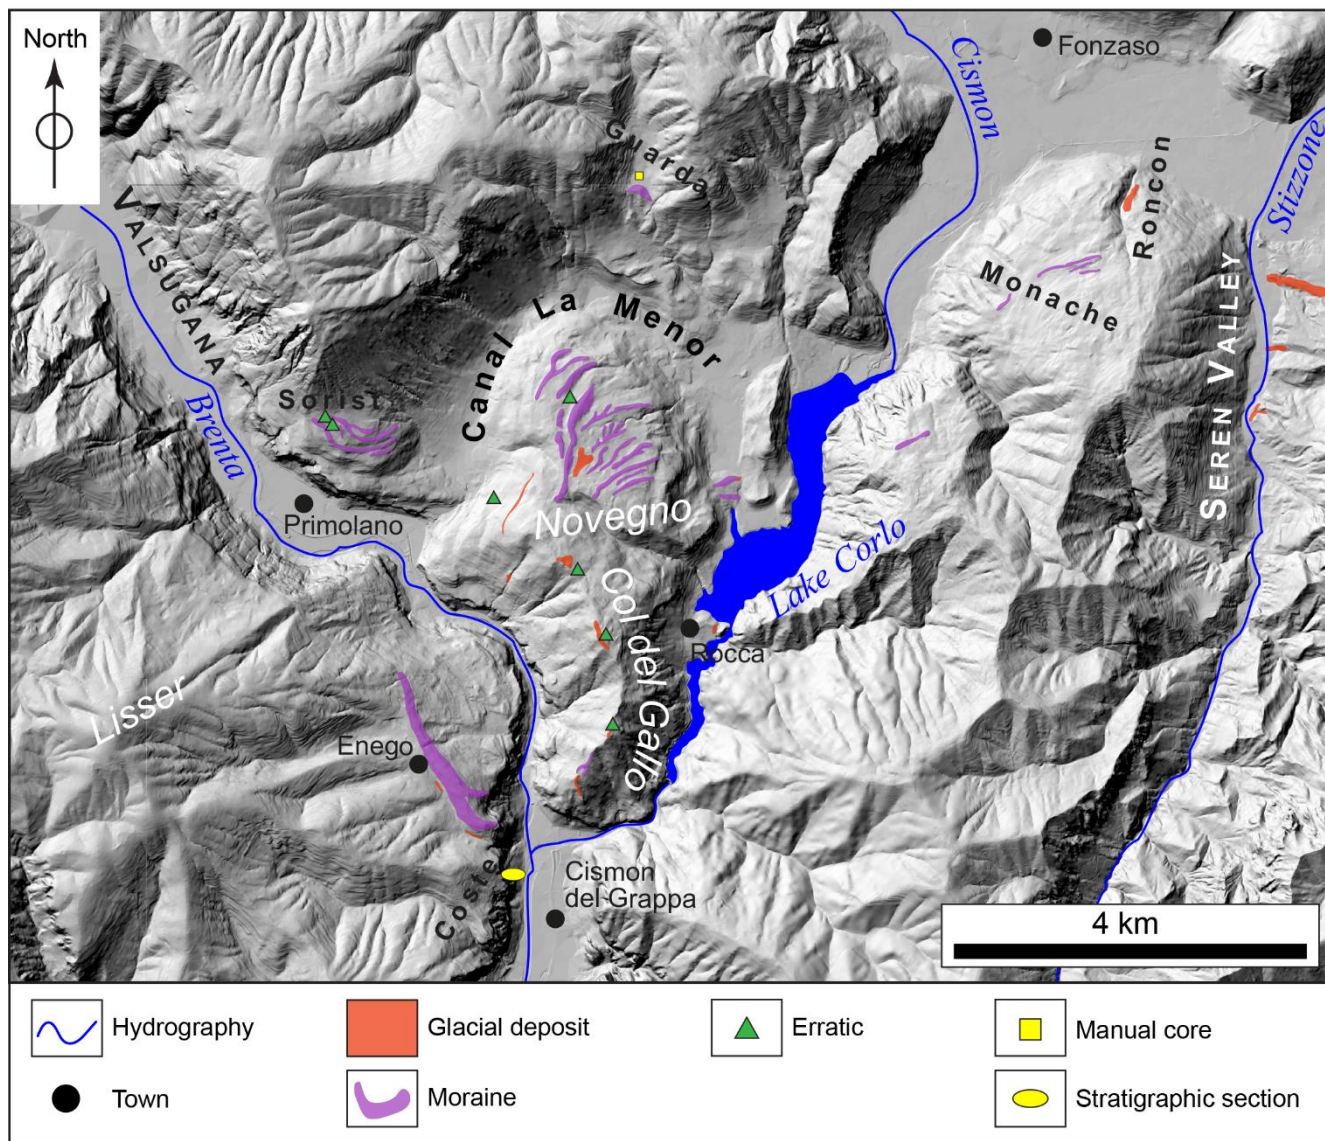 North
Fonzaso
Cismon
Guarda
Stizzone
Roncon
VALSUGANA
Monache
SEREN VALLEY
Canal La Menor
Sorist
Brenta
Primolano
Novegno
Lake Corlo
Col del Gallo
Rocca
Lisser
Enego
Coste
Cismon
del Grappa
4 km
Hydrography
Glacial deposit
Erratic
Manual core
Town
Moraine
Stratigraphic section